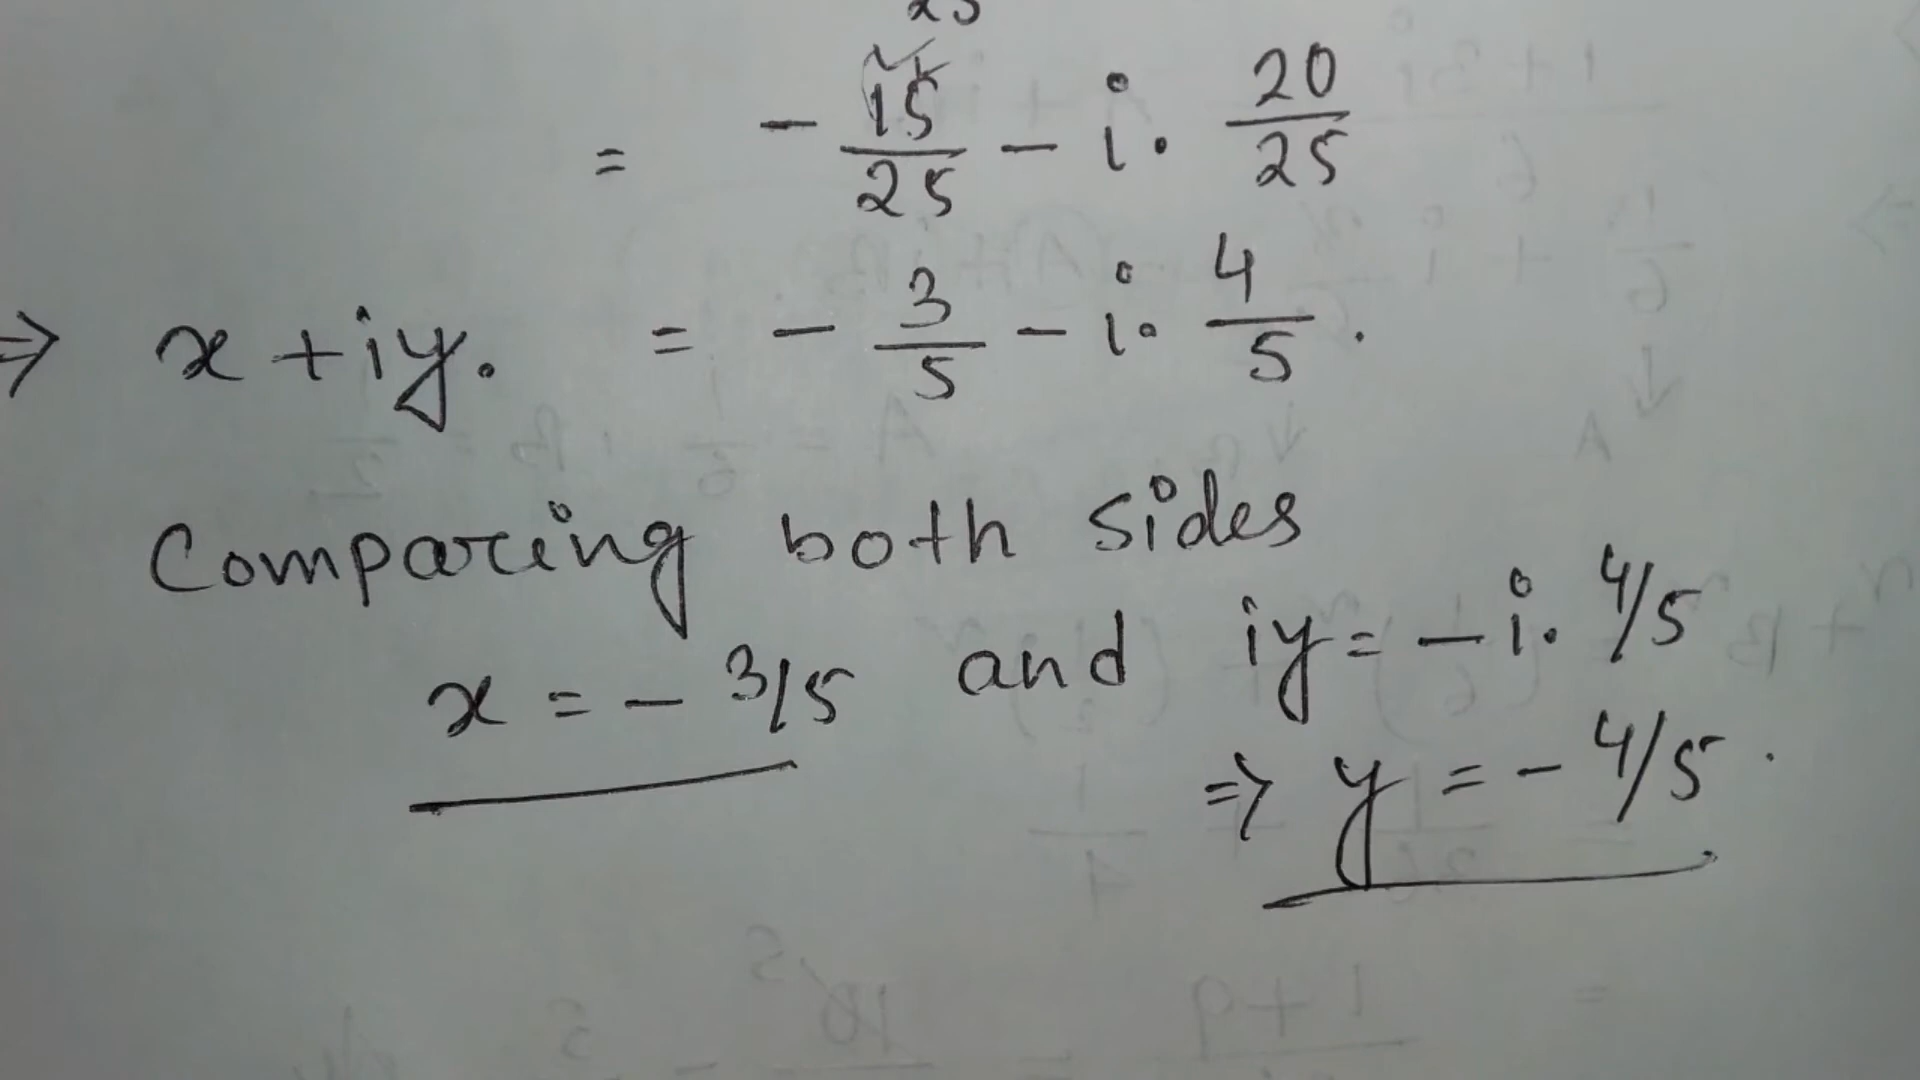 25
= - 15/25 - i. 20/25
⇒ x + iy. = - 3/5 - i. 4/5 .
Comparing both sides
x = - 3/5 and iy = - i. 4/5
⇒ y = - 4/5 .